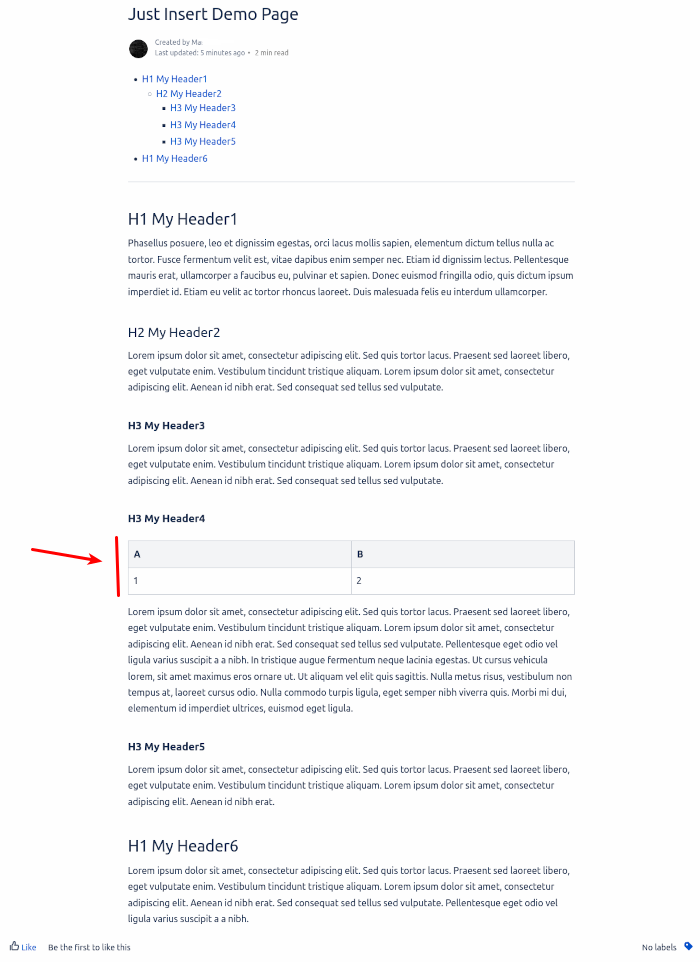 Just Insert Demo Page
Created by Ma
Last updated: 5 minutes ago • 2 min read
• H1 My Header1
○ H2 My Header2
▪ H3 My Header3
▪ H3 My Header4
▪ H3 My Header5
• H1 My Header6
H1 My Header1
Phasellus posuere, leo et dignissim egestas, orci lacus mollis sapien, elementum dictum tellus nulla ac
tortor. Fusce fermentum velit est, vitae dapibus enim semper nec. Etiam id dignissim lectus. Pellentesque
mauris erat, ullamcorper a faucibus eu, pulvinar et sapien. Donec euismod fringilla odio, quis dictum ipsum
imperdiet id. Etiam eu velit ac tortor rhoncus laoreet. Duis malesuada felis eu interdum ullamcorper.
H2 My Header2
Lorem ipsum dolor sit amet, consectetur adipiscing elit. Sed quis tortor lacus. Praesent sed laoreet libero,
eget vulputate enim. Vestibulum tincidunt tristique aliquam. Lorem ipsum dolor sit amet, consectetur
adipiscing elit. Aenean id nibh erat. Sed consequat sed tellus sed vulputate.
H3 My Header3
Lorem ipsum dolor sit amet, consectetur adipiscing elit. Sed quis tortor lacus. Praesent sed laoreet libero,
eget vulputate enim. Vestibulum tincidunt tristique aliquam. Lorem ipsum dolor sit amet, consectetur
adipiscing elit. Aenean id nibh erat. Sed consequat sed tellus sed vulputate.
H3 My Header4
A B
1 2
Lorem ipsum dolor sit amet, consectetur adipiscing elit. Sed quis tortor lacus. Praesent sed laoreet libero,
eget vulputate enim. Vestibulum tincidunt tristique aliquam. Lorem ipsum dolor sit amet, consectetur
adipiscing elit. Aenean id nibh erat. Sed consequat sed tellus sed vulputate. Pellentesque eget odio vel
ligula varius suscipit a a nibh. In tristique augue fermentum neque lacinia egestas. Ut cursus vehicula
lorem, sit amet maximus eros ornare ut. Ut aliquam vel elit quis sagittis. Nulla metus risus, vestibulum non
tempus at, laoreet cursus odio. Nulla commodo turpis ligula, eget semper nibh viverra quis. Morbi mi dui,
elementum id imperdiet ultrices, euismod eget ligula.
H3 My Header5
Lorem ipsum dolor sit amet, consectetur adipiscing elit. Sed quis tortor lacus. Praesent sed laoreet libero,
eget vulputate enim. Vestibulum tincidunt tristique aliquam. Lorem ipsum dolor sit amet, consectetur
adipiscing elit. Aenean id nibh erat.
H1 My Header6
Lorem ipsum dolor sit amet, consectetur adipiscing elit. Sed quis tortor lacus. Praesent sed laoreet libero,
eget vulputate enim. Vestibulum tincidunt tristique aliquam. Lorem ipsum dolor sit amet, consectetur
adipiscing elit. Aenean id nibh erat. Sed consequat sed tellus sed vulputate. Pellentesque eget odio vel
ligula varius suscipit a a nibh.
Like Be the first to like this No labels